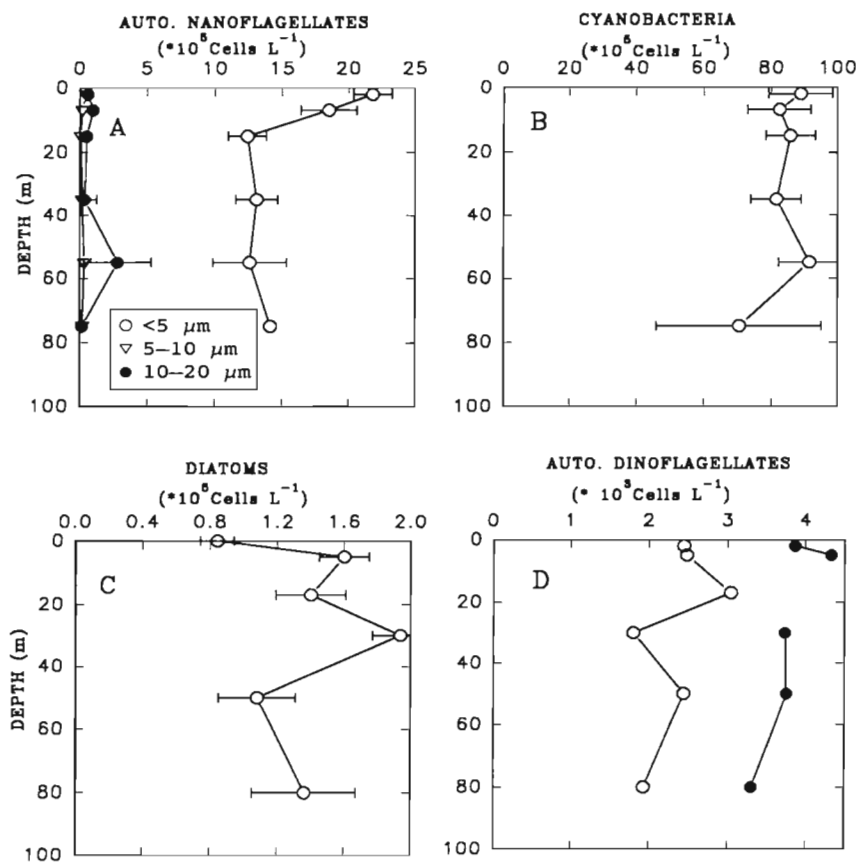 AUTO. NANOFLAGELLATES
(*10⁵Cells L⁻¹)
0 5 10 15 20 25
0
20
40
60
80
100
DEPTH (m)
A
<5 μm
5–10 μm
10–20 μm
CYANOBACTERIA
(*10⁵Cells L⁻¹)
0 20 40 60 80 100
0
20
40
60
80
100
B
DIATOMS
(*10⁵Cells L⁻¹)
0.0 0.4 0.8 1.2 1.6 2.0
0
20
40
60
80
100
DEPTH (m)
C
AUTO. DINOFLAGELLATES
(* 10³Cells L⁻¹)
0 1 2 3 4
0
20
40
60
80
100
D